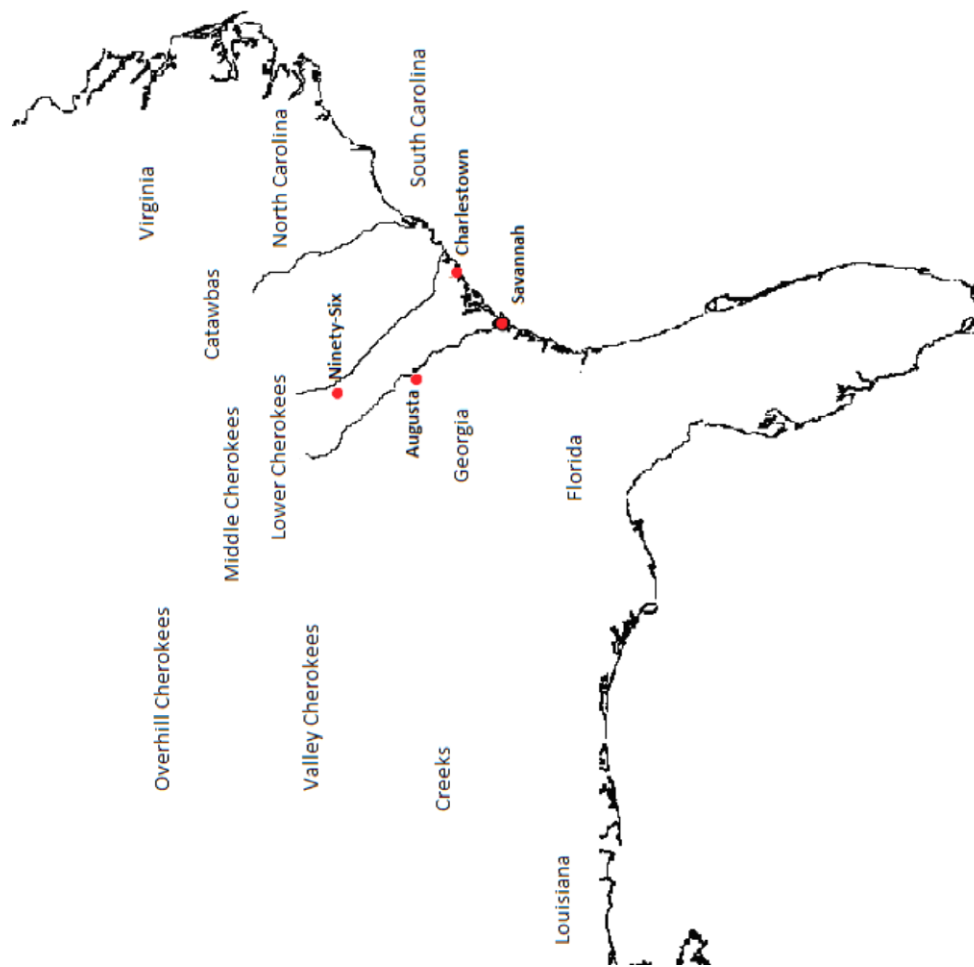 Virginia
North Carolina
South Carolina
Catawbas
Charlestown
Savannah
Ninety-Six
Augusta
Middle Cherokees
Lower Cherokees
Georgia
Florida
Overhill Cherokees
Valley Cherokees
Creeks
Louisiana